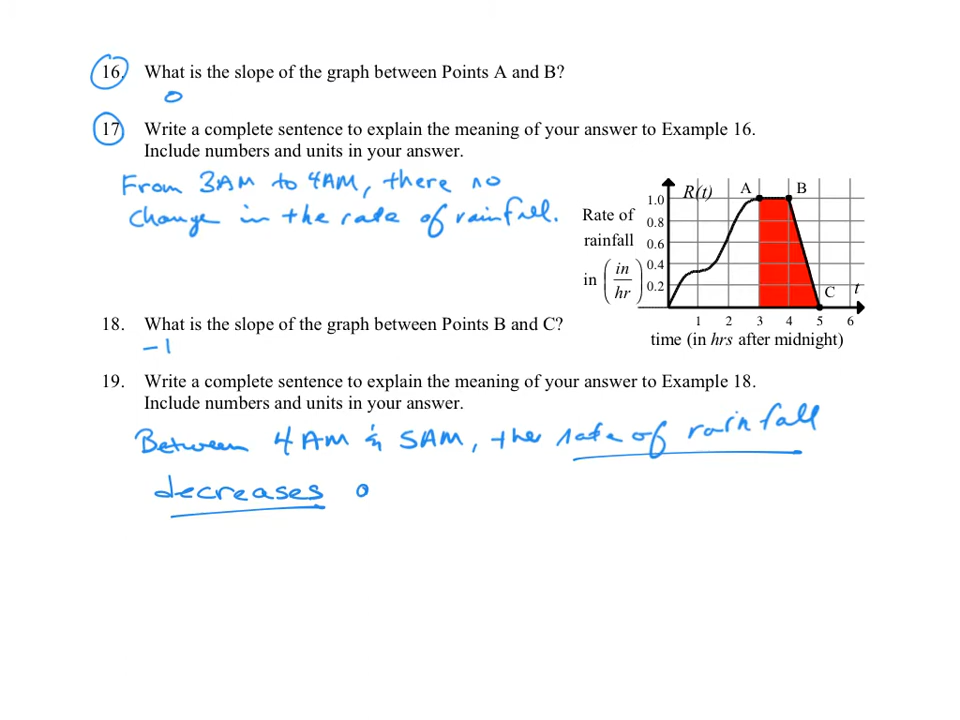 16. What is the slope of the graph between Points A and B?
0
17 Write a complete sentence to explain the meaning of your answer to Example 16.
Include numbers and units in your answer.
From 3AM to 4AM, there no
change in the rate of rainfall.
R(t) A B
Rate of
rainfall
in (in/hr)
1.0
0.8
0.6
0.4
0.2
C t
1 2 3 4 5 6
time (in hrs after midnight)
18. What is the slope of the graph between Points B and C?
-1
19. Write a complete sentence to explain the meaning of your answer to Example 18.
Include numbers and units in your answer.
Between 4AM & 5AM, the rate of rainfall
decreases o